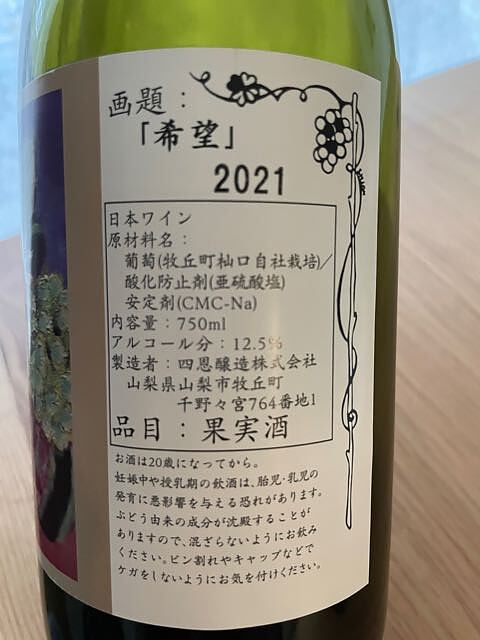 画題：
「希望」
2021
日本ワイン
原材料名：
葡萄(牧丘町杣口自社栽培)／
酸化防止剤(亜硫酸塩)
安定剤(CMC-Na)
内容量：750ml
アルコール分：12.5%
製造者：四恩醸造株式会社
山梨県山梨市牧丘町
千野々宮764番地1
品目：果実酒
お酒は20歳になってから。
妊娠中や授乳期の飲酒は、胎児・乳児の
発育に悪影響を与える恐れがあります。
ぶどう由来の成分が沈殿することが
ありますので、混ざらないようにお飲み
ください。ビン割れやキャップなどで
ケガをしないようにお気を付けください。